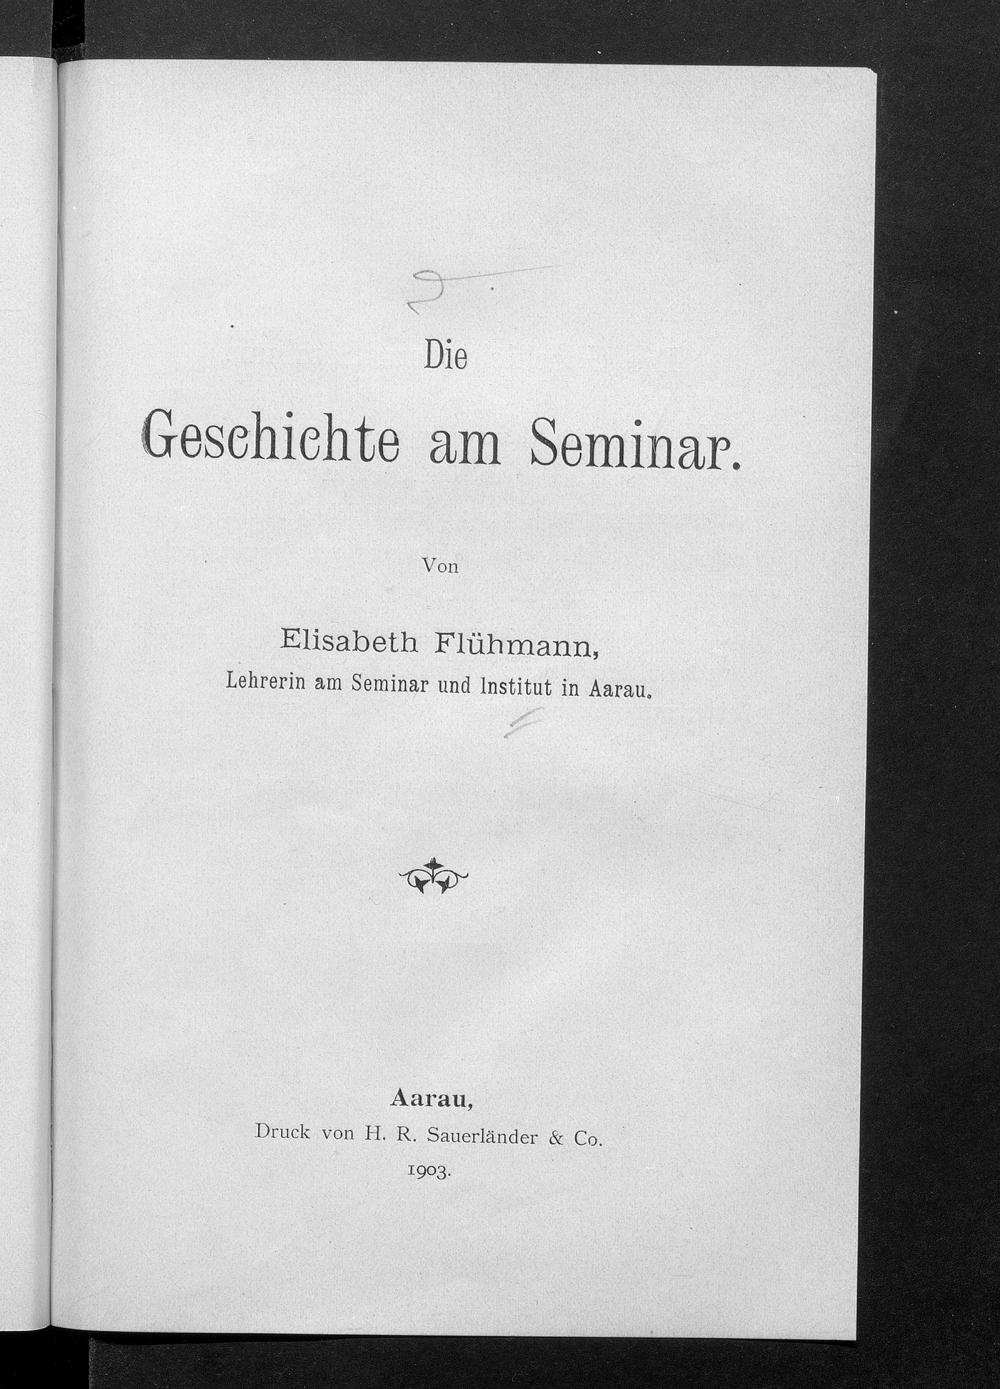 Die
Geschichte am Seminar.
Von
Elisabeth Flühmann,
Lehrerin am Seminar und Institut in Aarau.
Aarau,
Druck von H. R. Sauerländer & Co.
1903.